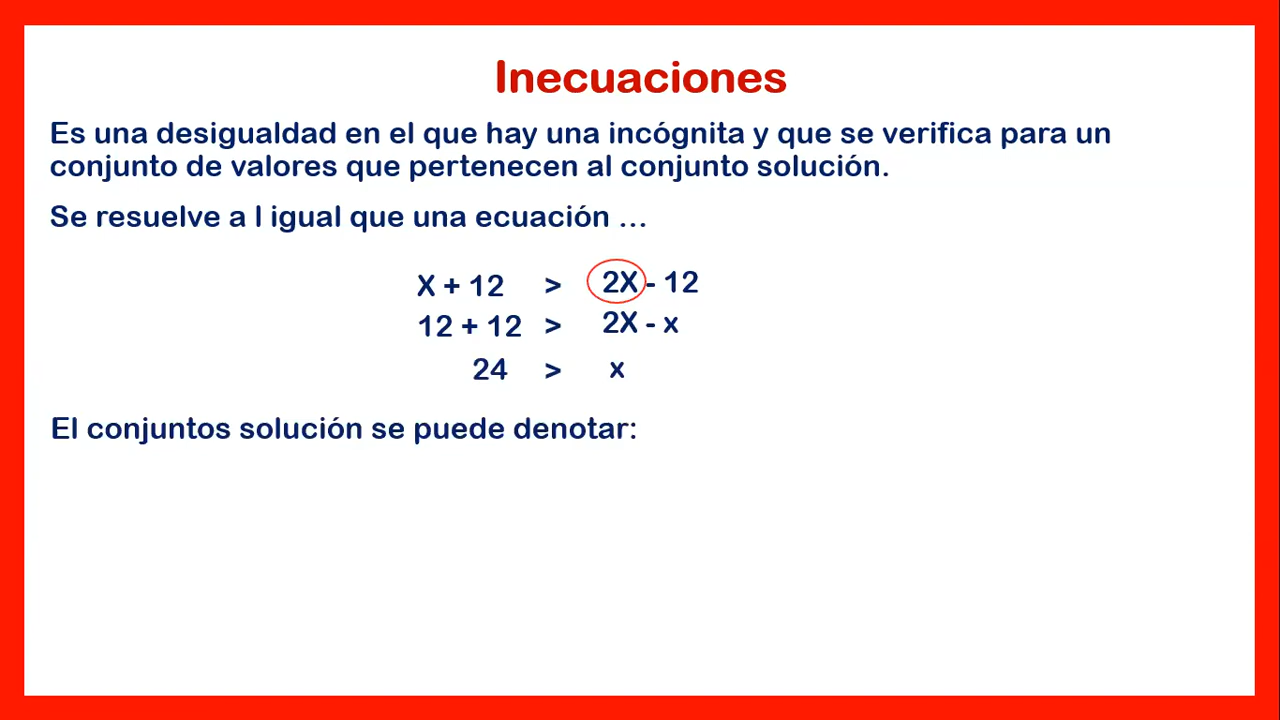 Inecuaciones
Es una desigualdad en el que hay una incógnita y que se verifica para un
conjunto de valores que pertenecen al conjunto solución.
Se resuelve a l igual que una ecuación ...
X + 12 > 2X - 12
12 + 12 > 2X - x
24 > x
El conjuntos solución se puede denotar: